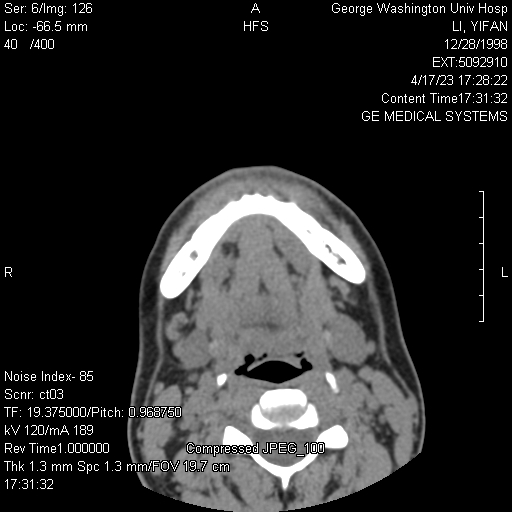 Ser: 6/Img: 126
Loc: -66.5 mm
40 /400
A
HFS
George Washington Univ Hosp
LI, YIFAN
12/28/1998
EXT:5092910
4/17/23 17:28:22
Content Time17:31:32
GE MEDICAL SYSTEMS
R
L
Noise Index- 85
Scnr: ct03
TF: 19.375000/Pitch: 0.968750
kV 120/mA 189
Rev Time1.000000
Compressed JPEG_100
Thk 1.3 mm Spc 1.3 mm/FOV 19.7 cm
17:31:32